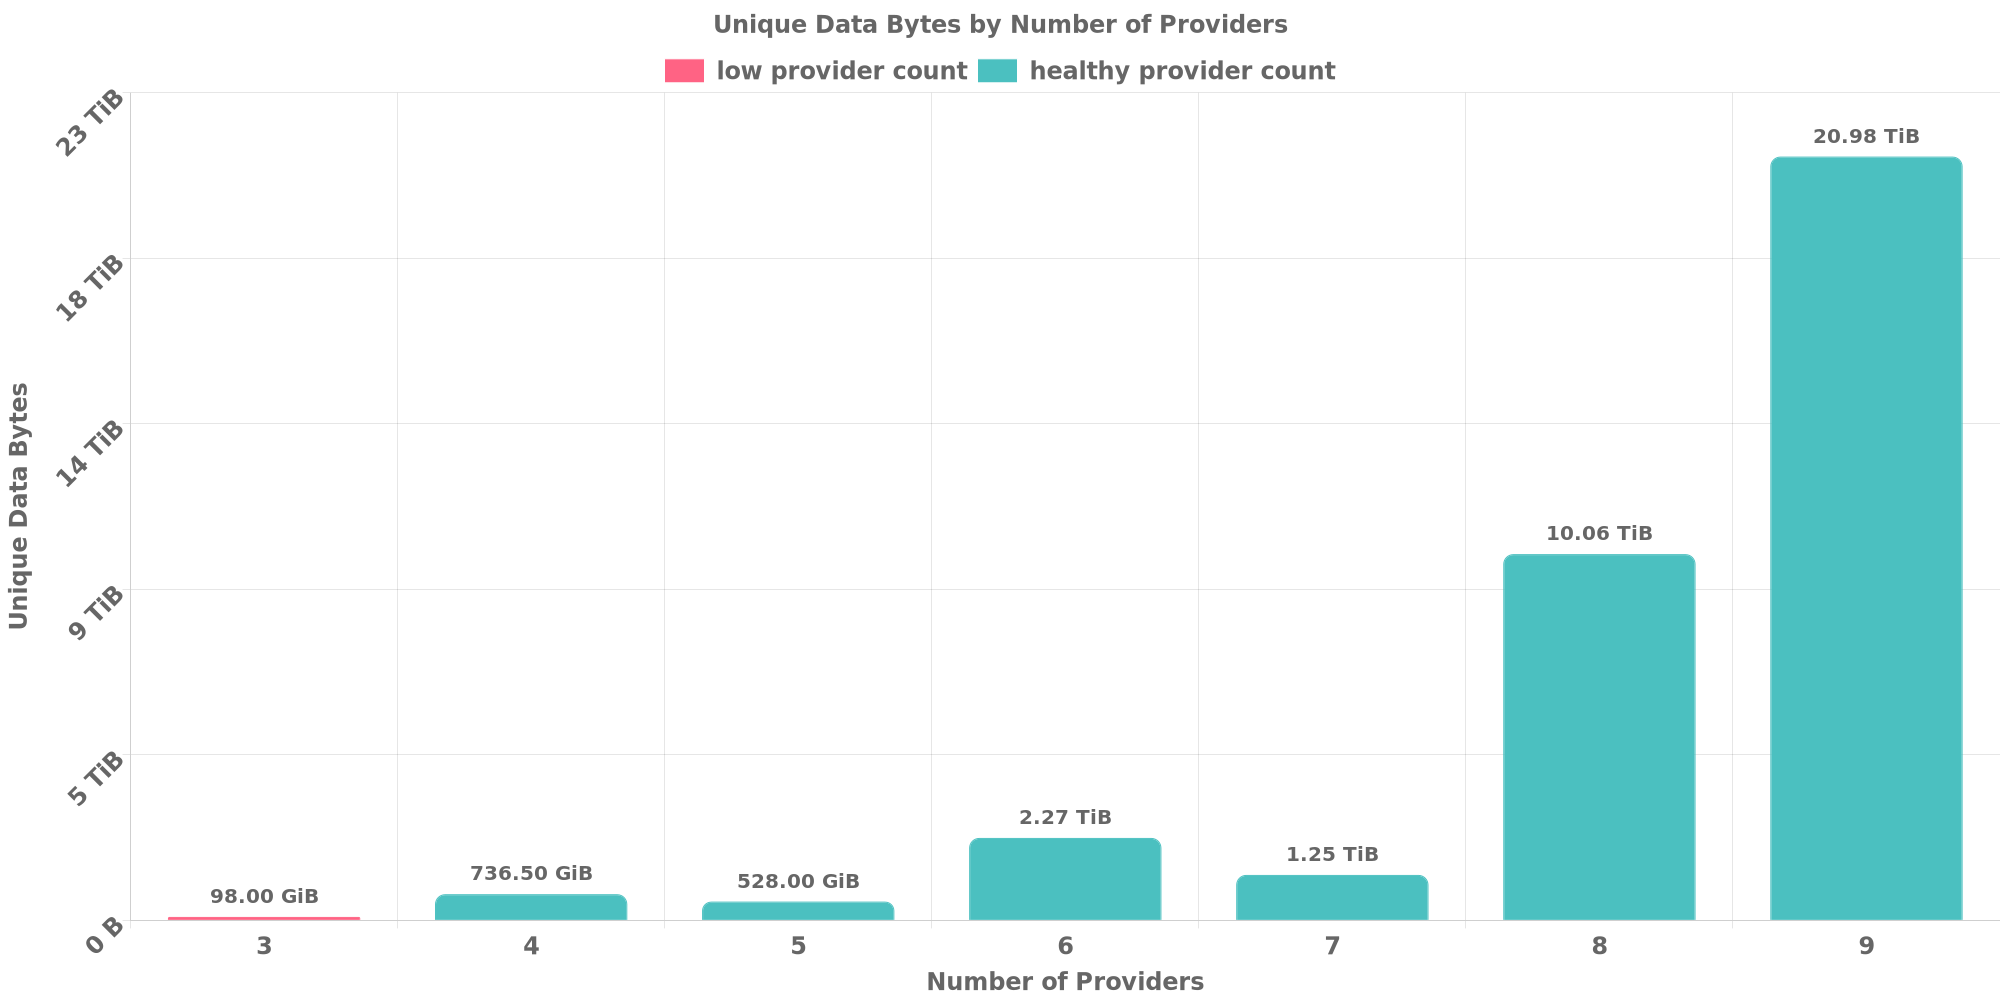 Unique Data Bytes by Number of Providers
low provider count
healthy provider count
Unique Data Bytes
23 TiB
18 TiB
14 TiB
9 TiB
5 TiB
0 B
98.00 GiB
736.50 GiB
528.00 GiB
2.27 TiB
1.25 TiB
10.06 TiB
20.98 TiB
3
4
5
6
7
8
9
Number of Providers